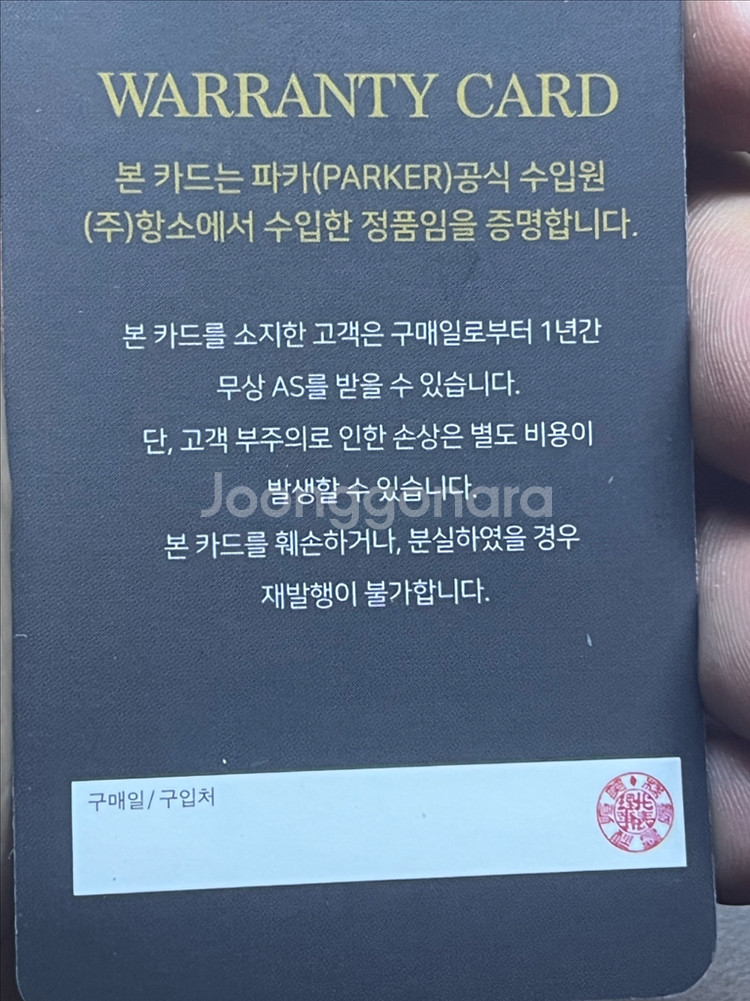 WARRANTY CARD
본 카드는 파카(PARKER)공식 수입원
(주)항소에서 수입한 정품임을 증명합니다.
본 카드를 소지한 고객은 구매일로부터 1년간
무상 AS를 받을 수 있습니다.
단, 고객 부주의로 인한 손상은 별도 비용이
발생할 수 있습니다.
Joonggonara
본 카드를 훼손하거나, 분실하였을 경우
재발행이 불가합니다.
구매일/구입처